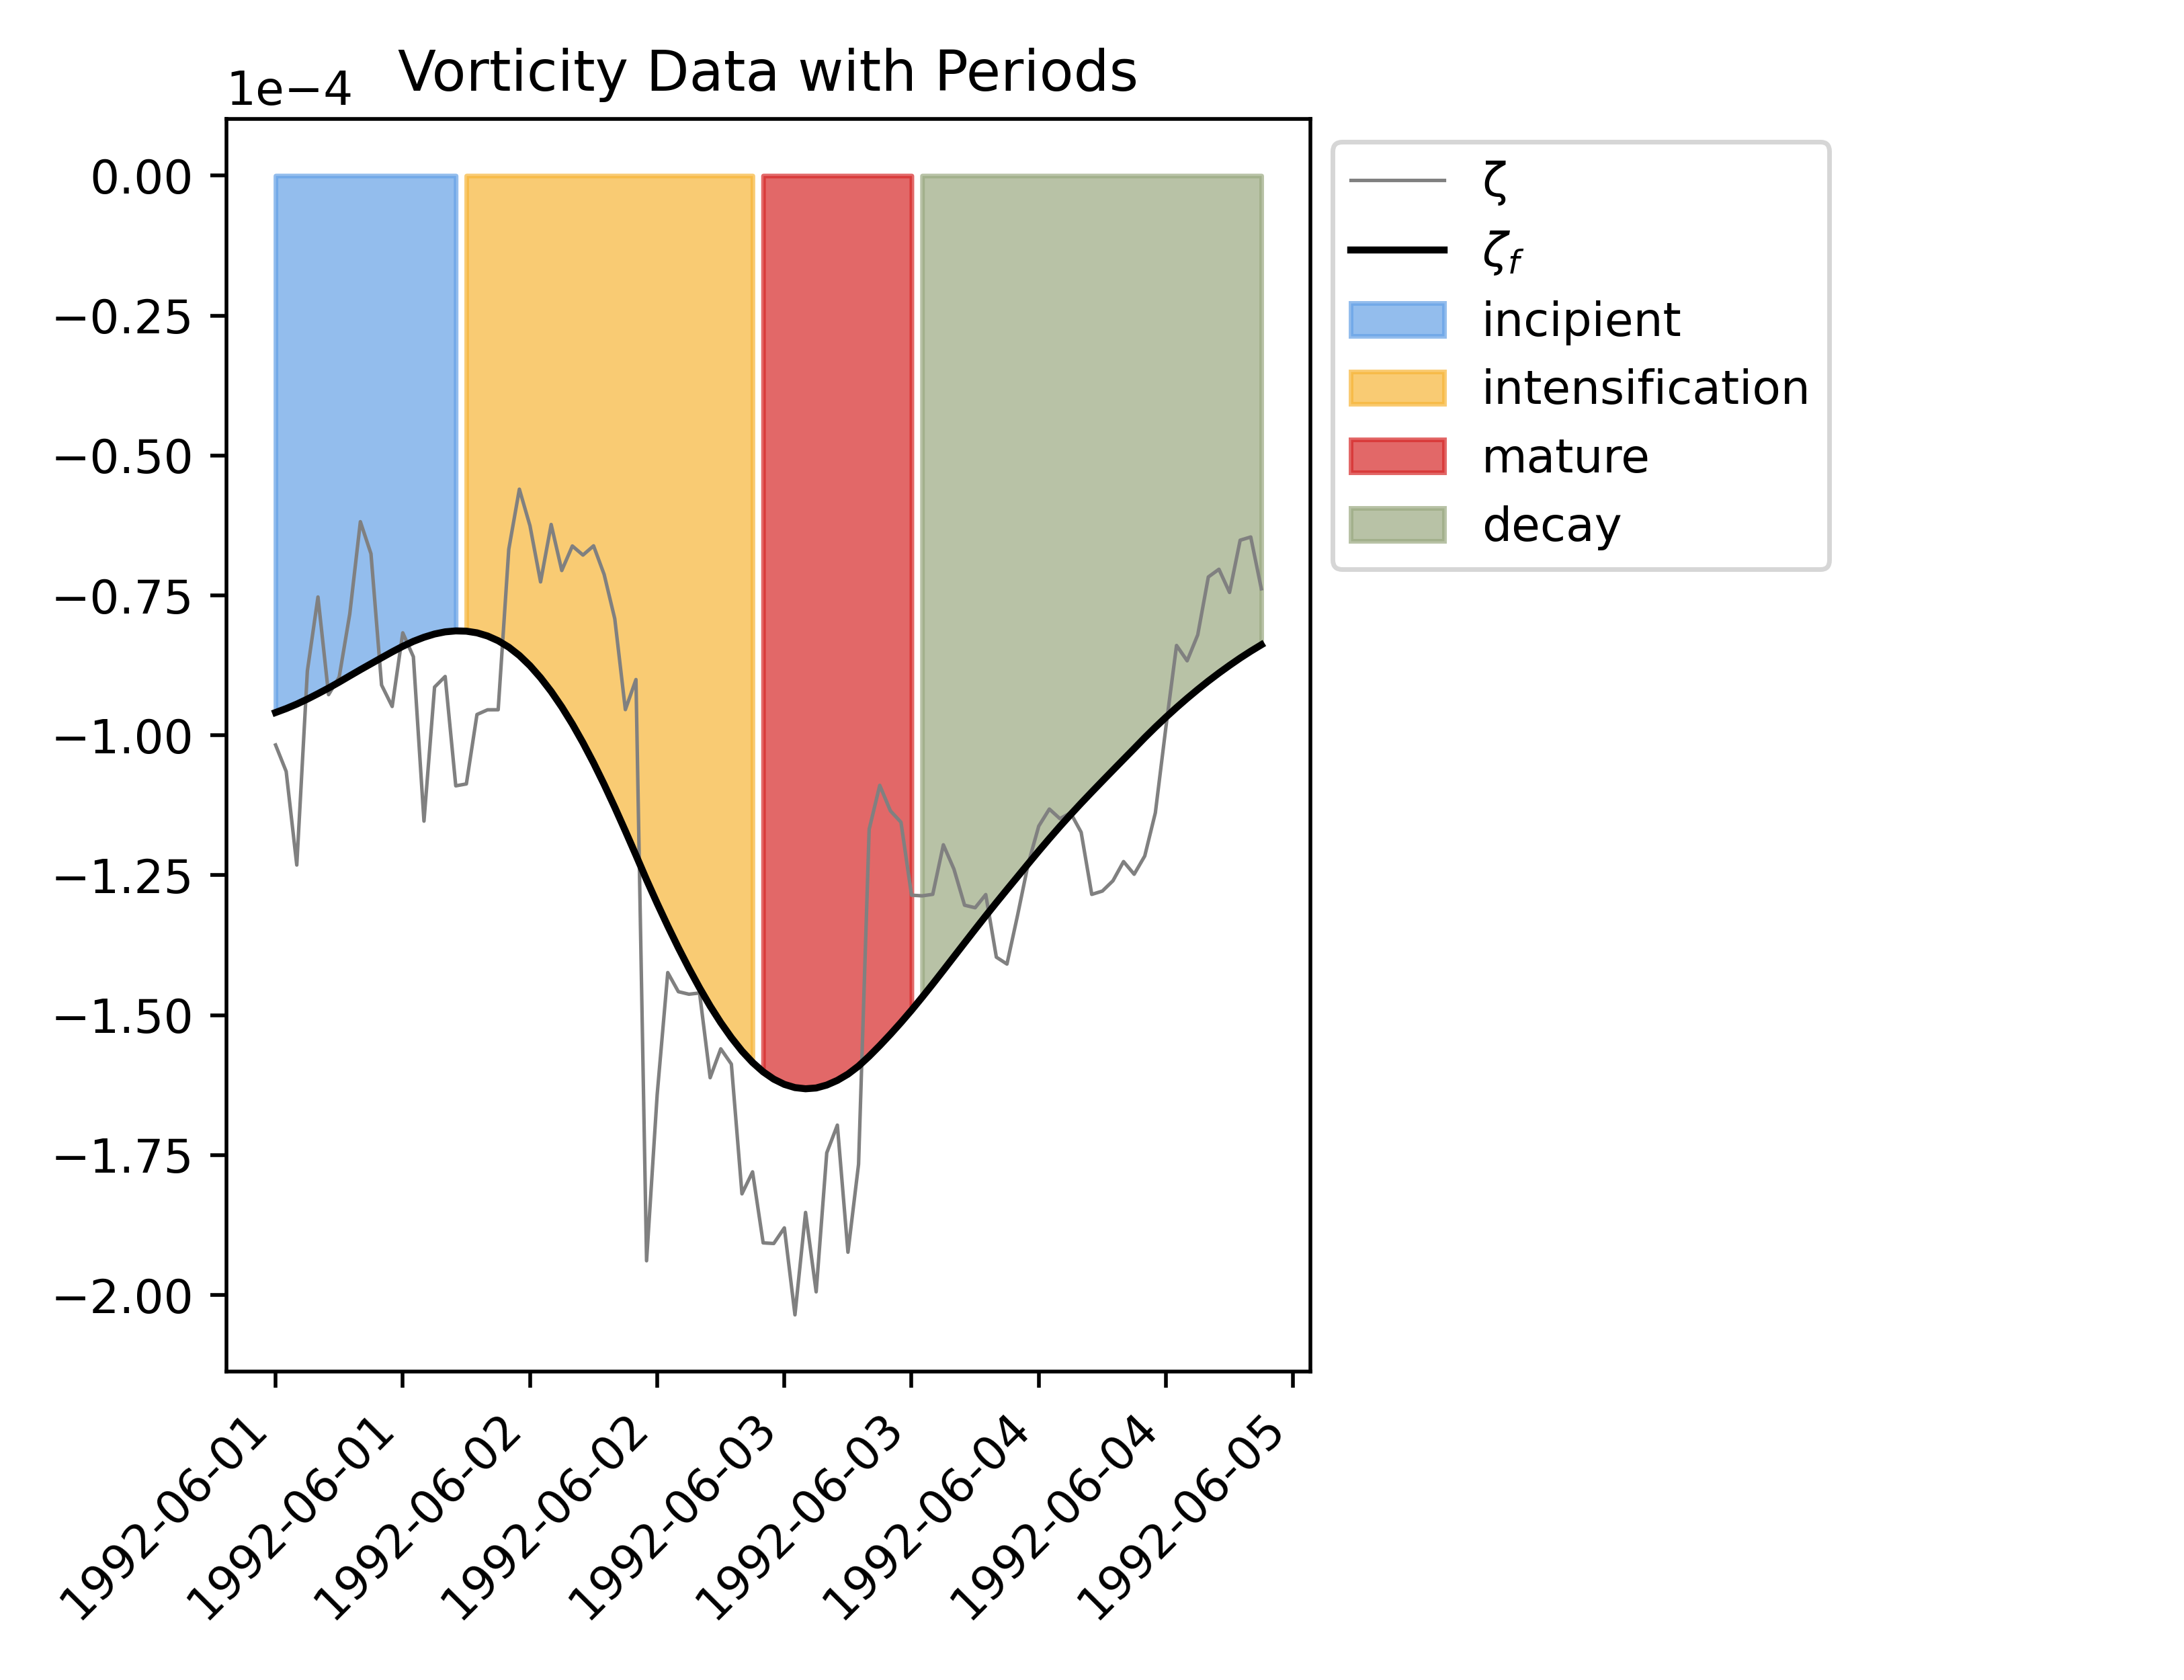 Vorticity Data with Periods
1e−4
0.00
−0.25
−0.50
−0.75
−1.00
−1.25
−1.50
−1.75
−2.00
1992-06-01
1992-06-01
1992-06-02
1992-06-02
1992-06-03
1992-06-03
1992-06-04
1992-06-04
1992-06-05
ζ
ζf
incipient
intensification
mature
decay